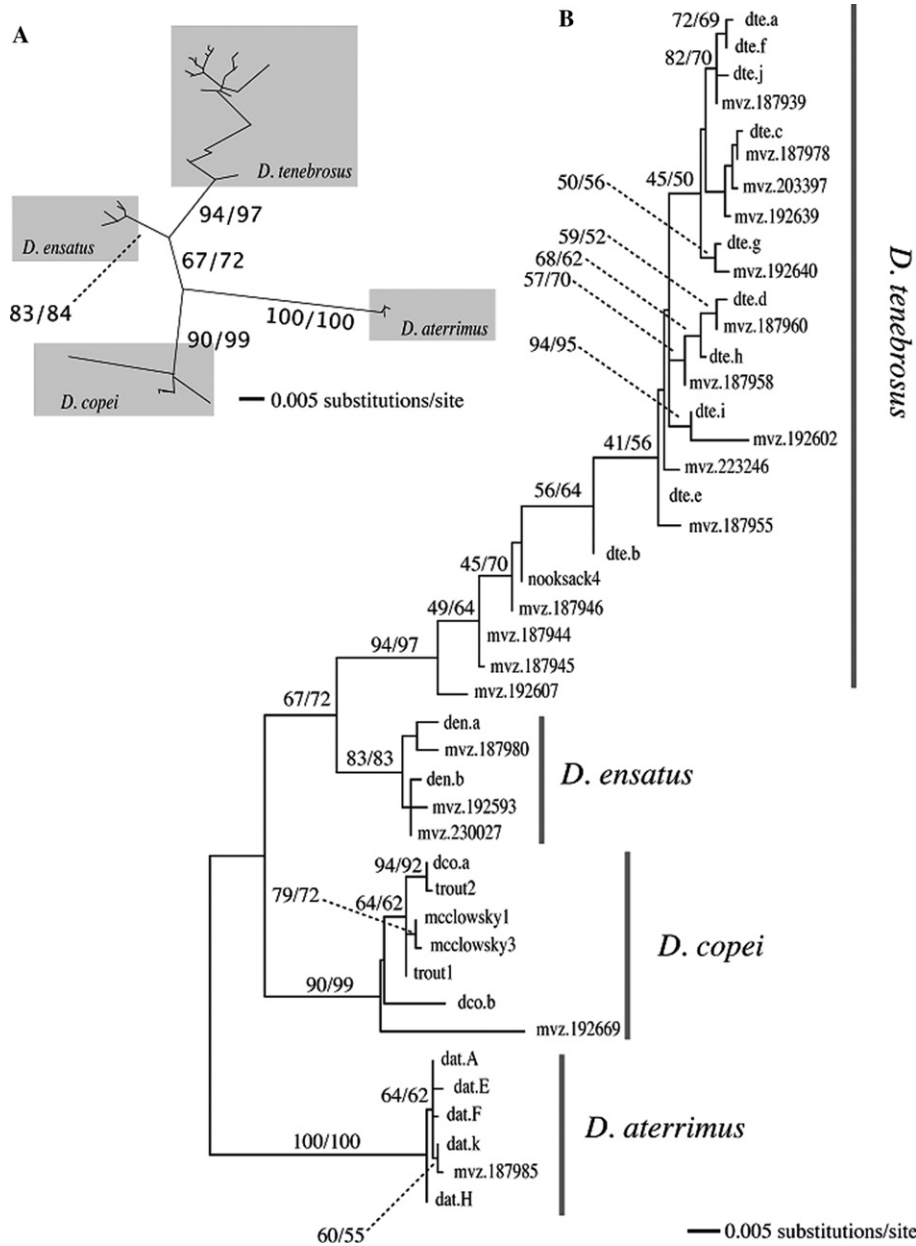 A
D. tenebrosus
94/97
D. ensatus
67/72
83/84
100/100
D. aterrimus
90/99
D. copei
0.005 substitutions/site
B
72/69
dte.a
dte.f
82/70
dte.j
mvz.187939
dte.c
mvz.187978
45/50
mvz.203397
50/56
mvz.192639
59/52
dte.g
68/62
mvz.192640
57/70
dte.d
mvz.187960
94/95
dte.h
mvz.187958
dte.i
mvz.192602
41/56
mvz.223246
56/64
dte.e
mvz.187955
dte.b
45/70
nooksack4
mvz.187946
49/64
mvz.187944
94/97
mvz.187945
mvz.192607
D. tenebrosus
67/72
den.a
mvz.187980
83/83
den.b
mvz.192593
mvz.230027
D. ensatus
94/92
dco.a
79/72
trout2
64/62
mcclowsky1
mcclowsky3
trout1
90/99
dco.b
mvz.192669
D. copei
dat.A
64/62
dat.E
dat.F
100/100
dat.k
mvz.187985
dat.H
60/55
D. aterrimus
0.005 substitutions/site